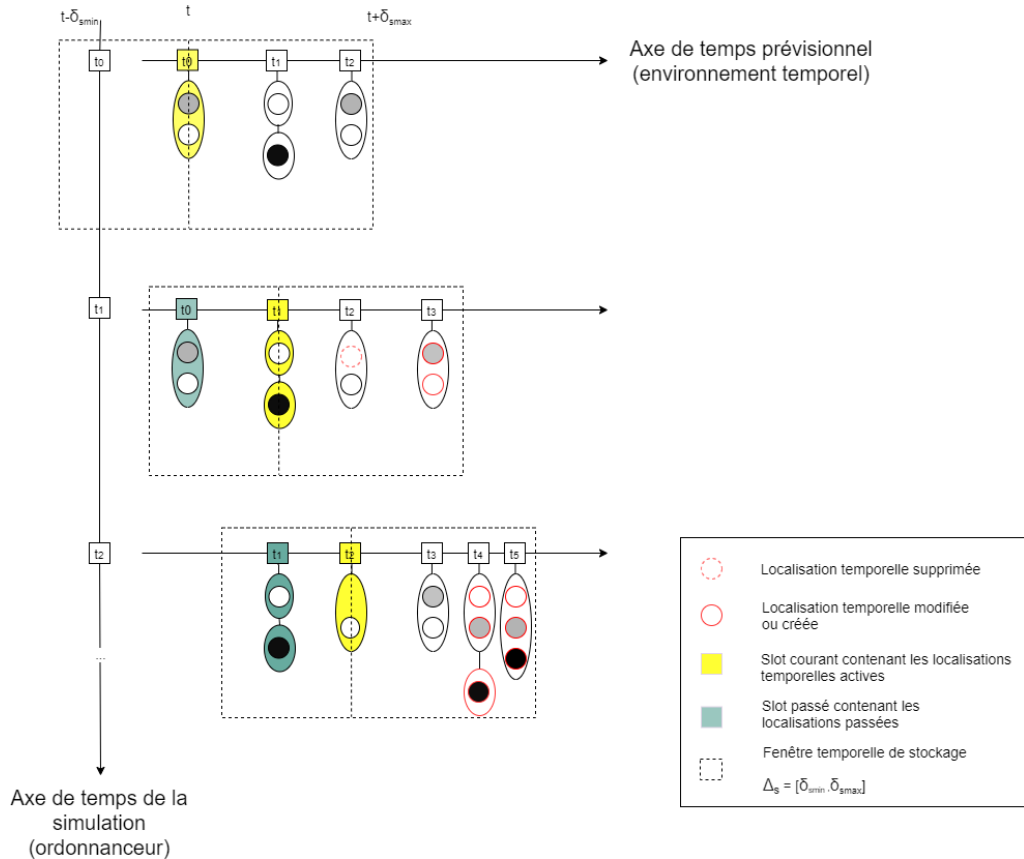 t-δsmin
t
t+δsmax
t₀
t0
t₁
t₂
Axe de temps prévisionnel
(environnement temporel)
t₁
t0
t₁
t₂
t₃
t₂
t₁
t₂
t₃
t₄
t₅
...
Localisation temporelle supprimée
Localisation temporelle modifiée
ou créée
Slot courant contenant les localisations
temporelles actives
Slot passé contenant les
localisations passées
Fenêtre temporelle de stockage
Δs = [δsmin,δsmax]
Axe de temps de la
simulation
(ordonnanceur)